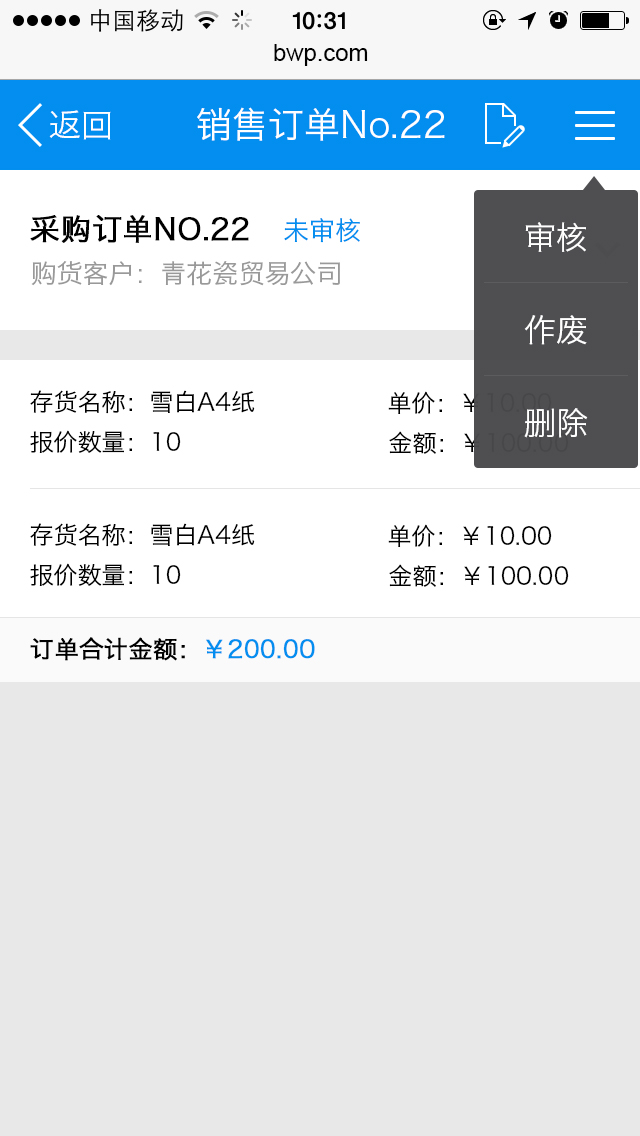 中国移动 10:31
bwp.com
返回 销售订单No.22
采购订单NO.22 未审核
购货客户：青花瓷贸易公司
审核
作废
删除
存货名称：雪白A4纸 单价：￥10.00
报价数量：10 金额：￥100.00
存货名称：雪白A4纸 单价：￥10.00
报价数量：10 金额：￥100.00
订单合计金额：￥200.00